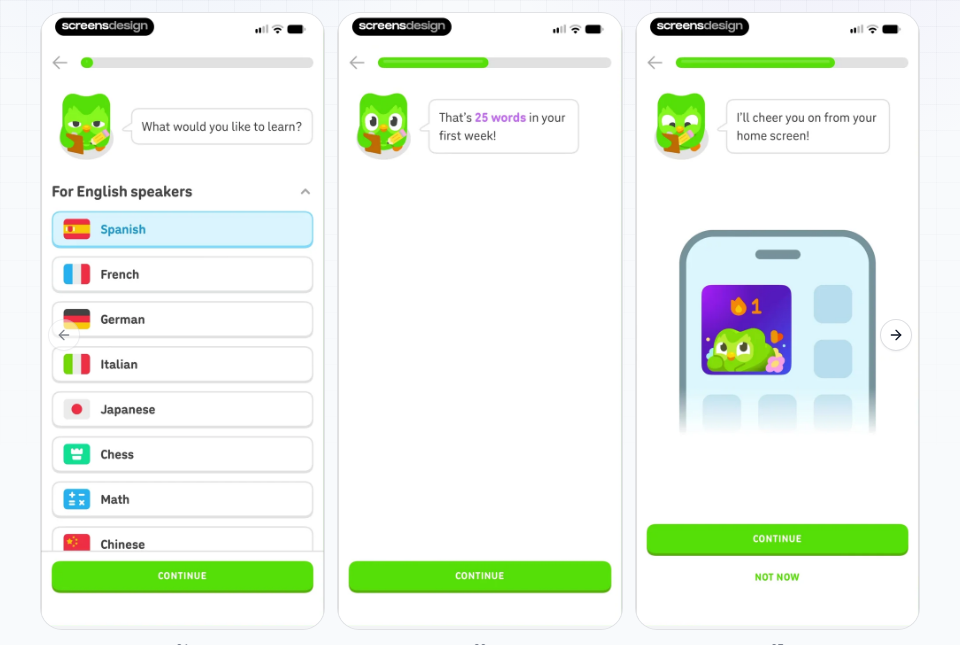 screensdesign
What would you like to learn?
For English speakers
Spanish
French
German
Italian
Japanese
Chess
Math
Chinese
CONTINUE
screensdesign
That's 25 words in your
first week!
CONTINUE
screensdesign
I'll cheer you on from your
home screen!
1
CONTINUE
NOT NOW